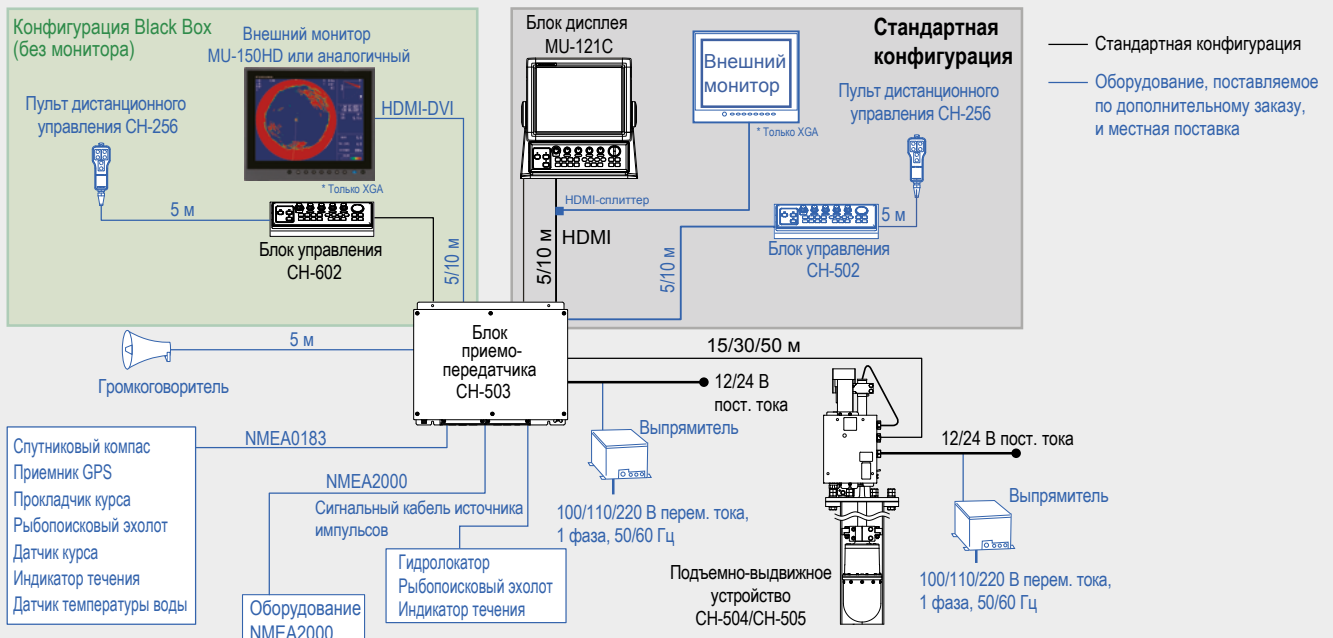 Конфигурация Black Box
(без монитора)
Внешний монитор
MU-150HD или аналогичный
Пульт дистанционного
управления CH-256
HDMI-DVI
* Только XGA
5 м
Блок управления
CH-602
5/10 м
Блок дисплея
MU-121C
Стандартная
конфигурация
Внешний
монитор
* Только XGA
Пульт дистанционного
управления CH-256
HDMI-сплиттер
HDMI
5/10 м
5/10 м
5 м
Блок управления
CH-502
Стандартная конфигурация
Оборудование, поставляемое
по дополнительному заказу,
и местная поставка
5 м
Громкоговоритель
Блок
приемо-
передатчика
CH-503
15/30/50 м
12/24 В
пост. тока
Выпрямитель
100/110/220 В перем. тока,
1 фаза, 50/60 Гц
12/24 В пост. тока
Выпрямитель
100/110/220 В перем. тока,
1 фаза, 50/60 Гц
Подъемно-выдвижное
устройство
CH-504/CH-505
NMEA0183
Спутниковый компас
Приемник GPS
Прокладчик курса
Рыбопоисковый эхолот
Датчик курса
Индикатор течения
Датчик температуры воды
NMEA2000
Оборудование
NMEA2000
Сигнальный кабель источника
импульсов
Гидролокатор
Рыбопоисковый эхолот
Индикатор течения